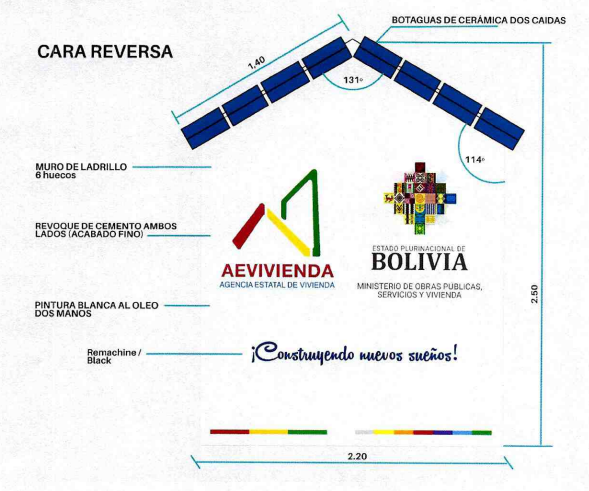 BOTAGUAS DE CERÁMICA DOS CAIDAS
CARA REVERSA
1.40
131°
114°
MURO DE LADRILLO
6 huecos
REVOQUE DE CEMENTO AMBOS
LADOS (ACABADO FINO)
PINTURA BLANCA AL OLEO
DOS MANOS
Remachine /
Black
AEVIVIENDA
AGENCIA ESTATAL DE VIVIENDA
ESTADO PLURINACIONAL DE
BOLIVIA
MINISTERIO DE OBRAS PUBLICAS,
SERVICIOS Y VIVIENDA
¡Construyendo nuevos sueños!
2.50
2.20